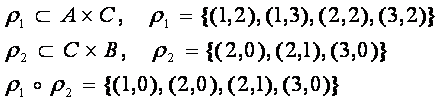 ρ₁ ⊂ A × C, ρ₁ = {(1,2),(1,3),(2,2),(3,2)}
ρ₂ ⊂ C × B, ρ₂ = {(2,0),(2,1),(3,0)}
ρ₁ ∘ ρ₂ = {(1,0),(2,0),(2,1),(3,0)}